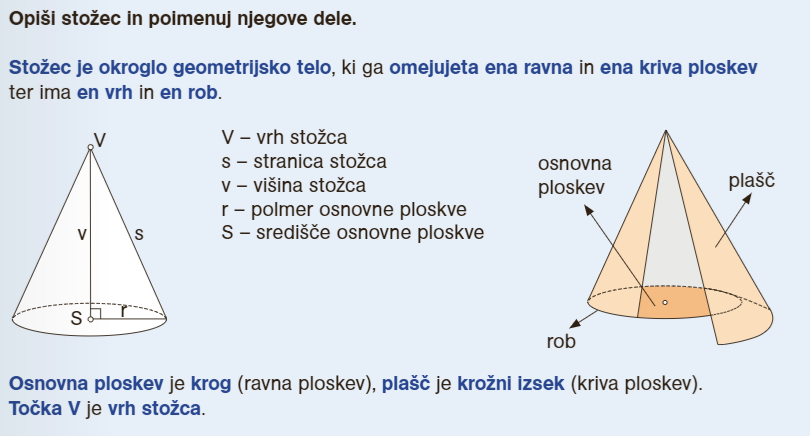 Opiši stožec in poimenuj njegove dele.
Stožec je okroglo geometrijsko telo, ki ga omejujeta ena ravna in ena kriva ploskev
ter ima en vrh in en rob.
V
v
s
S
r
V – vrh stožca
s – stranica stožca
v – višina stožca
r – polmer osnovne ploskve
S – središče osnovne ploskve
osnovna
ploskev
plašč
rob
Osnovna ploskev je krog (ravna ploskev), plašč je krožni izsek (kriva ploskev).
Točka V je vrh stožca.